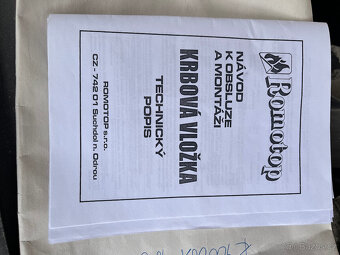 Romotop
NÁVOD
K OBSLUZE
A MONTÁŽI
KRBOVÁ VLOŽKA
TECHNICKÝ
POPIS
ROMOTOP s.r.o.
CZ - 742 01 Suchdol n. Odrou